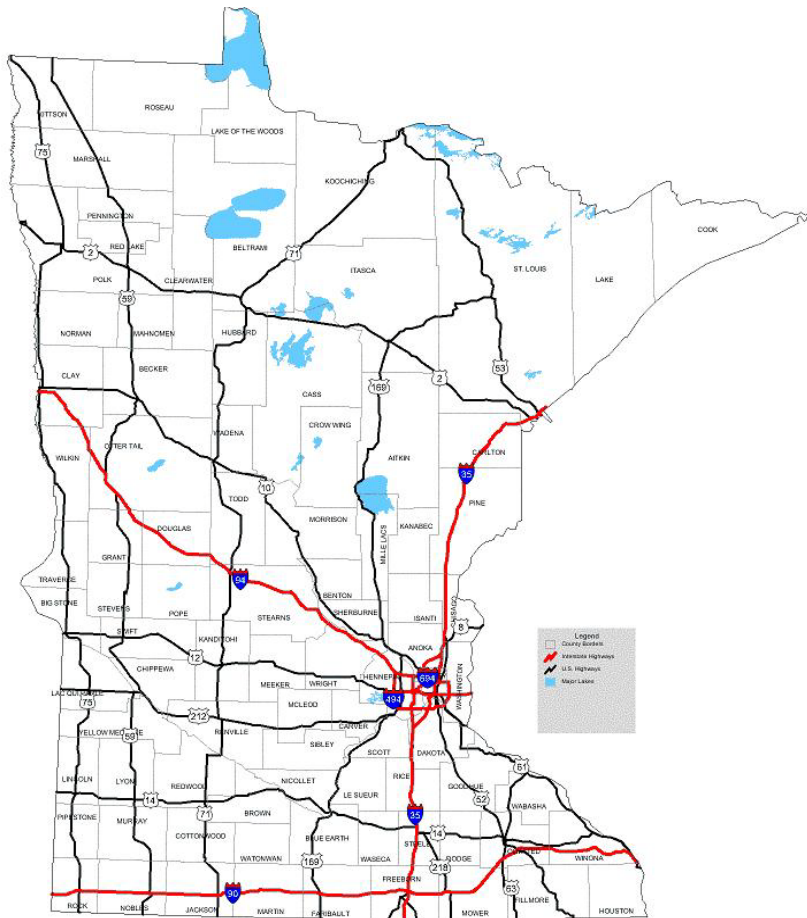 ROSEAU
LAKE OF THE WOODS
75
MARSHALL
KOOCHICHING
PENNINGTON
COOK
RED LAKE
BELTRAMI
2
71
ITASCA
ST. LOUIS
POLK
CLEARWATER
LAKE
59
NORMAN
MAHNOMEN
HUBBARD
53
CLAY
BECKER
2
169
CASS
CROW WING
WADENA
OTTER TAIL
AITKIN
CARLTON
WILKIN
35
10
TODD
PINE
MORRISON
DOUGLAS
KANABEC
MILLE LACS
GRANT
94
TRAVERSE
BENTON
BIG STONE
STEVENS
POPE
STEARNS
SHERBURNE
ISANTI
CHISAGO
8
SWIFT
KANDITOHI
ANOKA
Legend
County Borders
Interstate Highways
U.S. Highways
Major Lakes
12
CHIPPEWA
MEEKER
WRIGHT
694
WASHINGTON
75
MCLEOD
494
212
RENVILLE
CARVER
59
SIBLEY
SCOTT
DAKOTA
61
LINCOLN
LYON
REDWOOD
NICOLLET
RICE
GOODHUE
LE SUEUR
52
WABASHA
14
71
BROWN
35
PIPESTONE
MURRAY
COTTONWOOD
BLUE EARTH
14
STEELE
WATONWAN
169
WASECA
218
DODGE
WINONA
FREEBORN
90
63
FILLMORE
ROCK
NOBLES
JACKSON
MARTIN
FARIBAULT
MOWER
HOUSTON